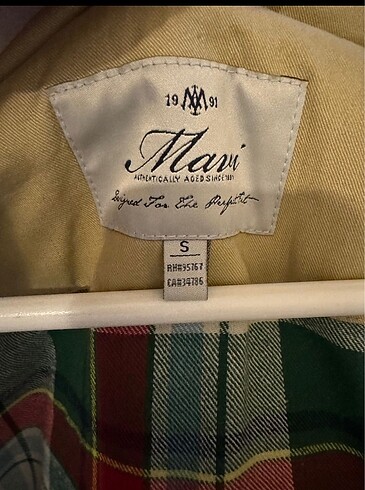 19 91
Mavi
AUTHENTICALLY AGED SINCE 1991
Designed For The Perfect Fit
S
RN#95767
CA#34786